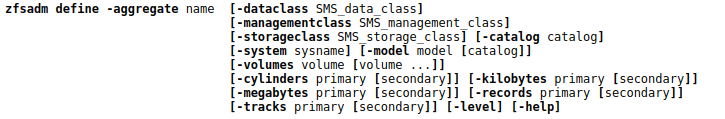 zfsadm define -aggregate name [-dataclass SMS_data_class]
[-managementclass SMS_management_class]
[-storageclass SMS_storage_class] [-catalog catalog]
[-system sysname] [-model model [catalog]]
[-volumes volume [volume ...]]
[-cylinders primary [secondary]] [-kilobytes primary [secondary]]
[-megabytes primary [secondary]] [-records primary [secondary]]
[-tracks primary [secondary]] [-level] [-help]